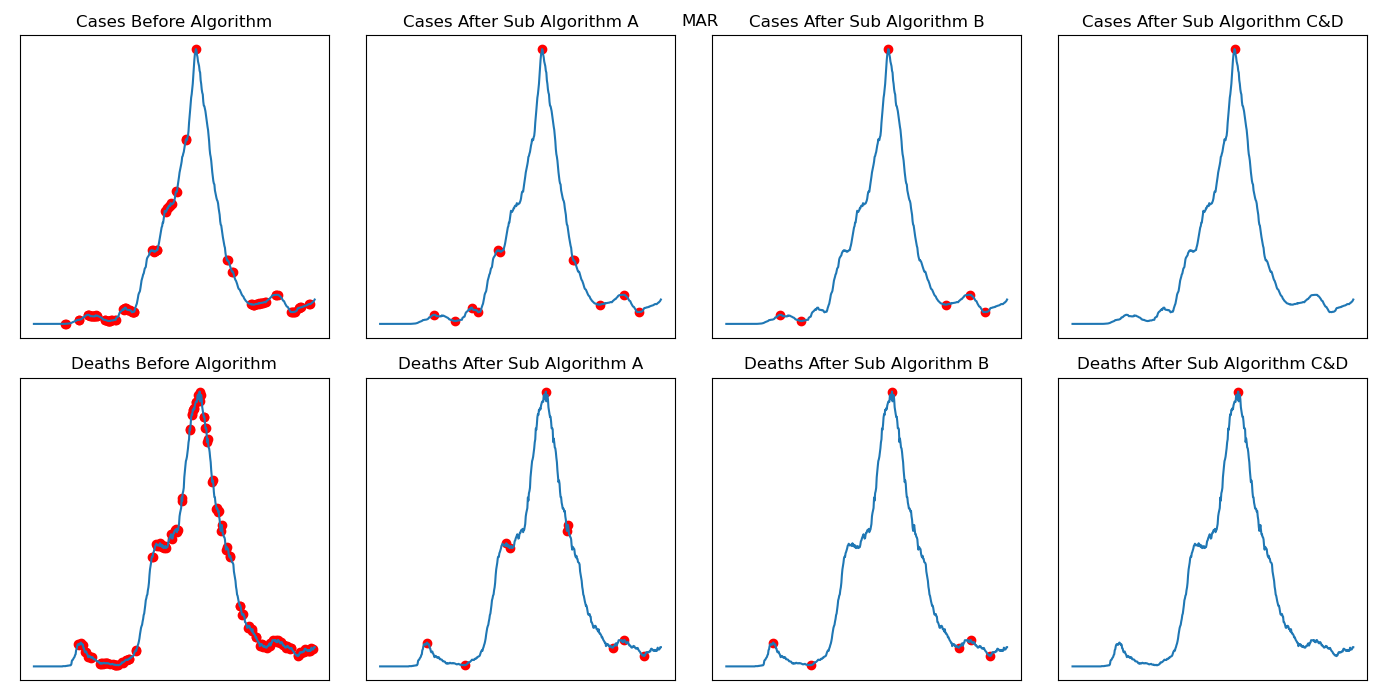 MAR
Cases Before Algorithm
Cases After Sub Algorithm A
Cases After Sub Algorithm B
Cases After Sub Algorithm C&D
Deaths Before Algorithm
Deaths After Sub Algorithm A
Deaths After Sub Algorithm B
Deaths After Sub Algorithm C&D